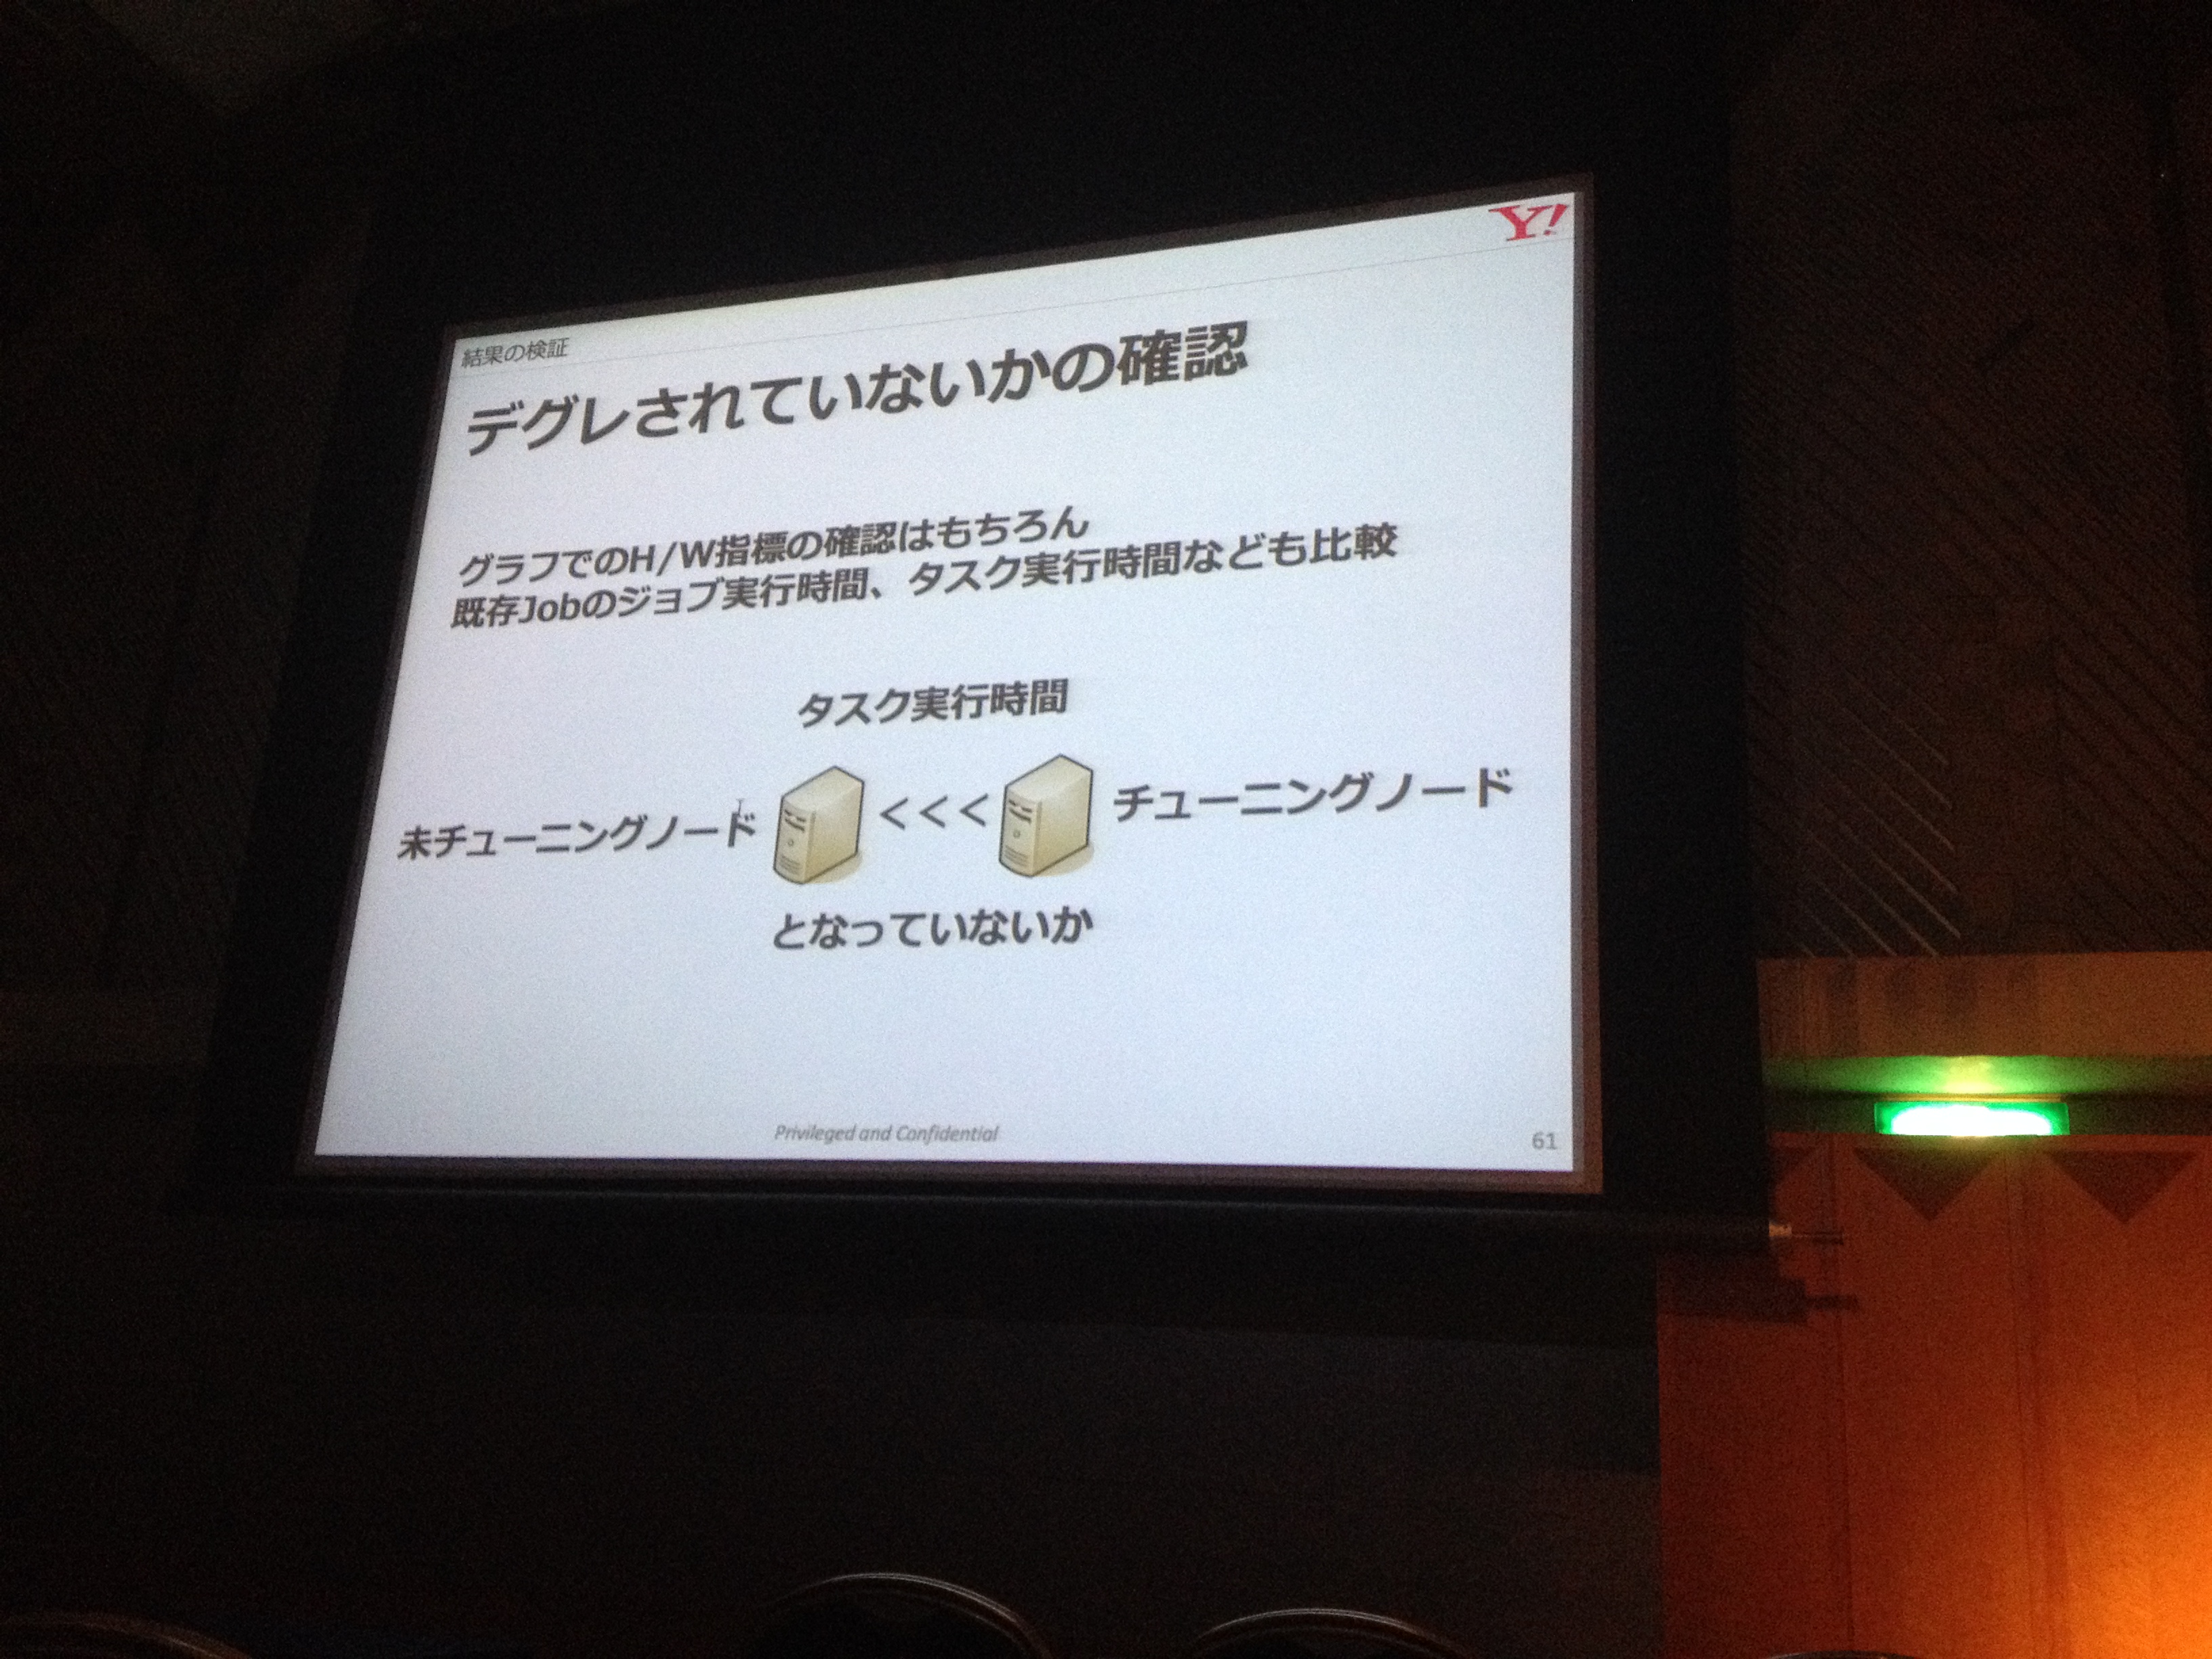 Y!
結果の検証
デグレされていないかの確認
グラフでのH/W指標の確認はもちろん
既存Jobのジョブ実行時間、タスク実行時間なども比較
タスク実行時間
未チューニングノード <<< チューニングノード
となっていないか
Privileged and Confidential
61